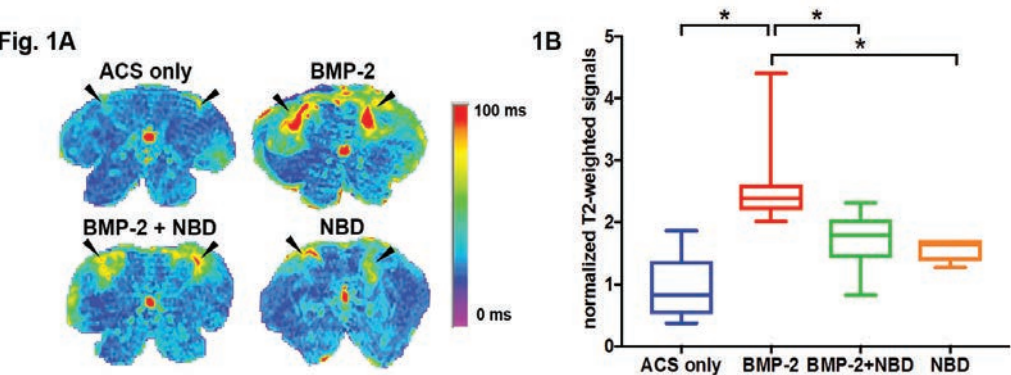 Fig. 1A
ACS only
BMP-2
BMP-2 + NBD
NBD
100 ms
0 ms
1B
normalized T2-weighted signals
5
4
3
2
1
0
* *
*
ACS only BMP-2 BMP-2+NBD NBD